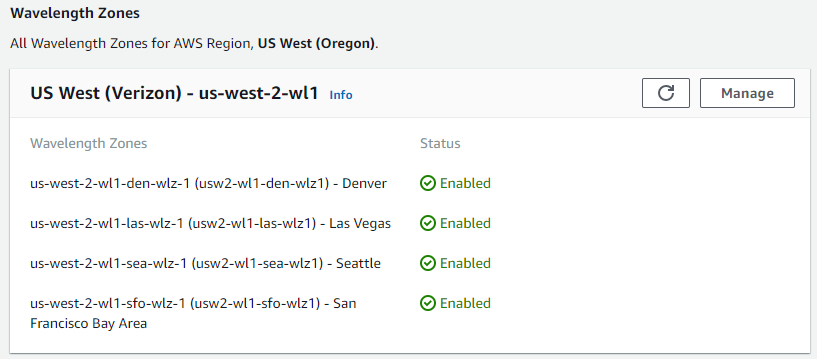 Wavelength Zones
All Wavelength Zones for AWS Region, US West (Oregon).
US West (Verizon) - us-west-2-wl1 Info
Manage
Wavelength Zones Status
us-west-2-wl1-den-wlz-1 (usw2-wl1-den-wlz1) - Denver Enabled
us-west-2-wl1-las-wlz-1 (usw2-wl1-las-wlz1) - Las Vegas Enabled
us-west-2-wl1-sea-wlz-1 (usw2-wl1-sea-wlz1) - Seattle Enabled
us-west-2-wl1-sfo-wlz-1 (usw2-wl1-sfo-wlz1) - San Enabled
Francisco Bay Area